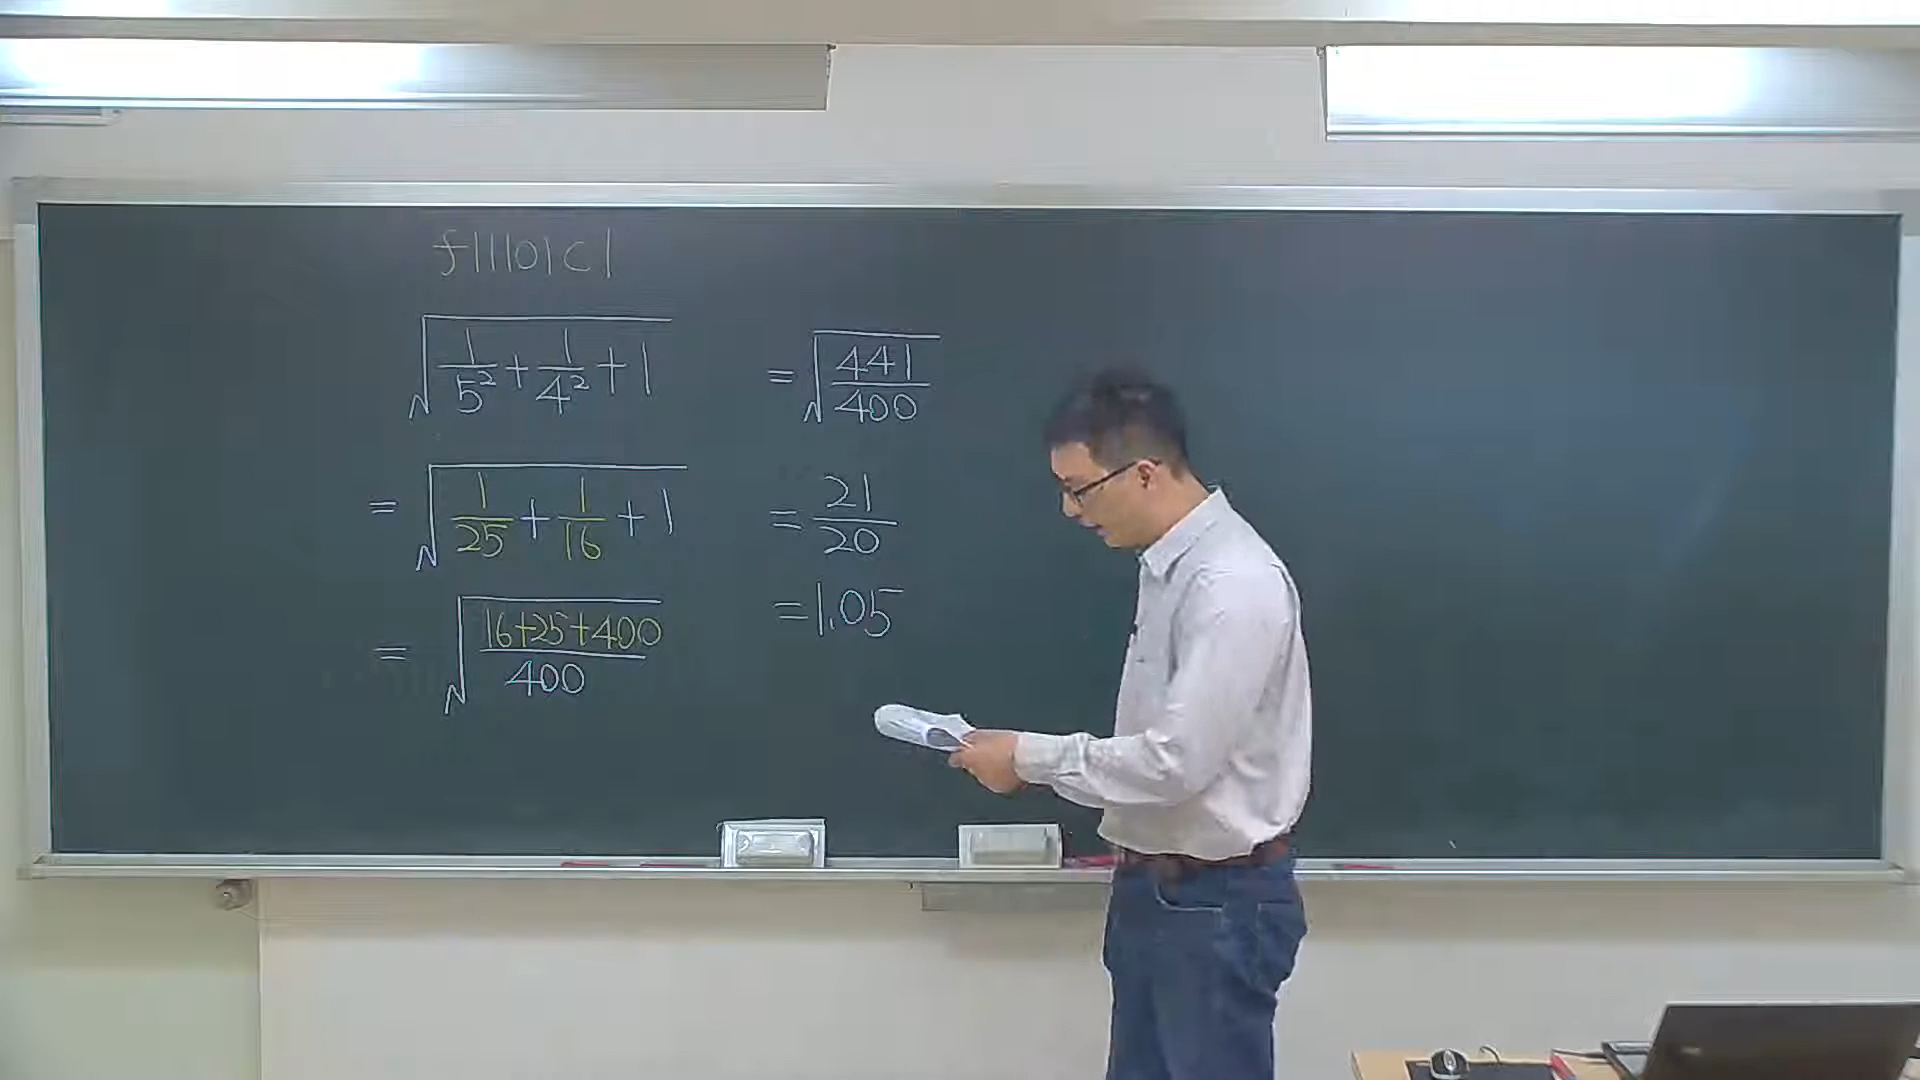 f11101c1
√(1/5² + 1/4² + 1)
= √(1/25 + 1/16 + 1)
= √((16+25+400)/400)
= √(441/400)
= 21/20
= 1.05